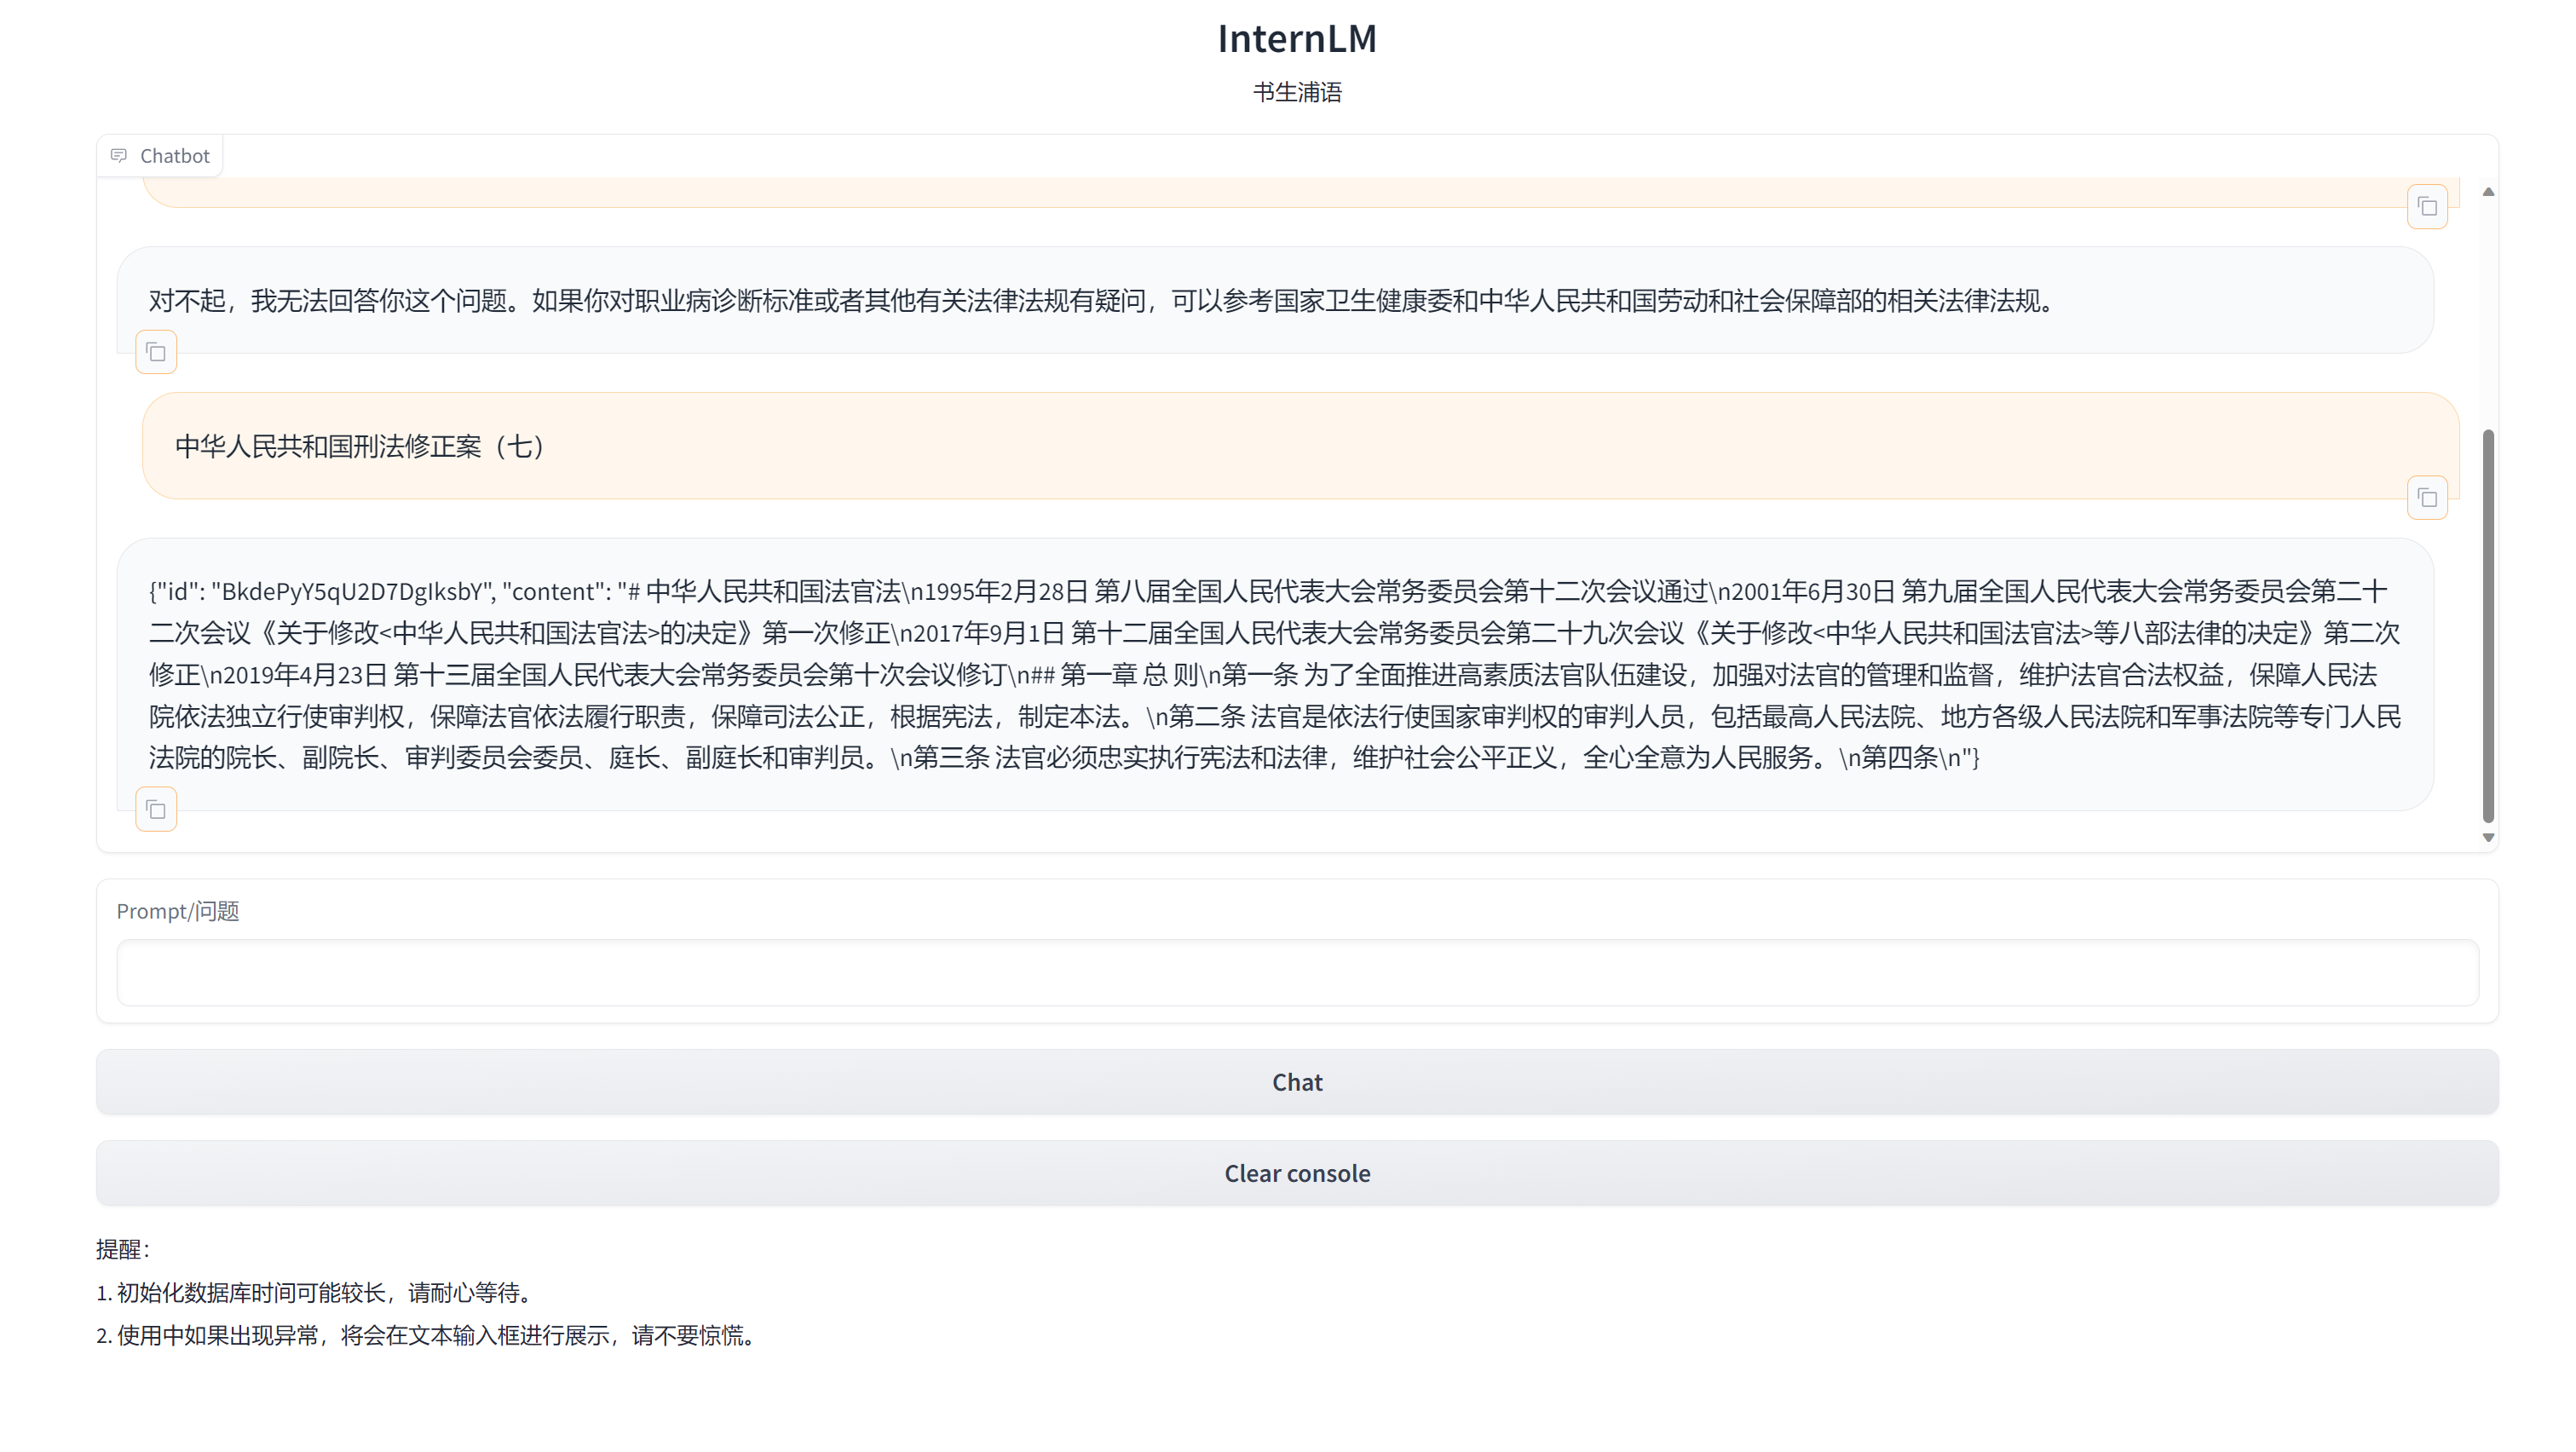 InternLM
书生浦语
Chatbot
对不起，我无法回答你这个问题。如果你对职业病诊断标准或者其他有关法律法规有疑问，可以参考国家卫生健康委和中华人民共和国劳动和社会保障部的相关法律法规。
中华人民共和国刑法修正案（七）
{"id": "BkdePyY5qU2D7DgIksbY", "content": "# 中华人民共和国法官法\n1995年2月28日 第八届全国人民代表大会常务委员会第十二次会议通过\n2001年6月30日 第九届全国人民代表大会常务委员会第二十
二次会议《关于修改<中华人民共和国法官法>的决定》第一次修正\n2017年9月1日 第十二届全国人民代表大会常务委员会第二十九次会议《关于修改<中华人民共和国法官法>等八部法律的决定》第二次
修正\n2019年4月23日 第十三届全国人民代表大会常务委员会第十次会议修订\n## 第一章 总 则\n第一条 为了全面推进高素质法官队伍建设，加强对法官的管理和监督，维护法官合法权益，保障人民法
院依法独立行使审判权，保障法官依法履行职责，保障司法公正，根据宪法，制定本法。\n第二条 法官是依法行使国家审判权的审判人员，包括最高人民法院、地方各级人民法院和军事法院等专门人民
法院的院长、副院长、审判委员会委员、庭长、副庭长和审判员。\n第三条 法官必须忠实执行宪法和法律，维护社会公平正义，全心全意为人民服务。\n第四条\n"}
Prompt/问题
Chat
Clear console
提醒：
1. 初始化数据库时间可能较长，请耐心等待。
2. 使用中如果出现异常，将会在文本输入框进行展示，请不要惊慌。